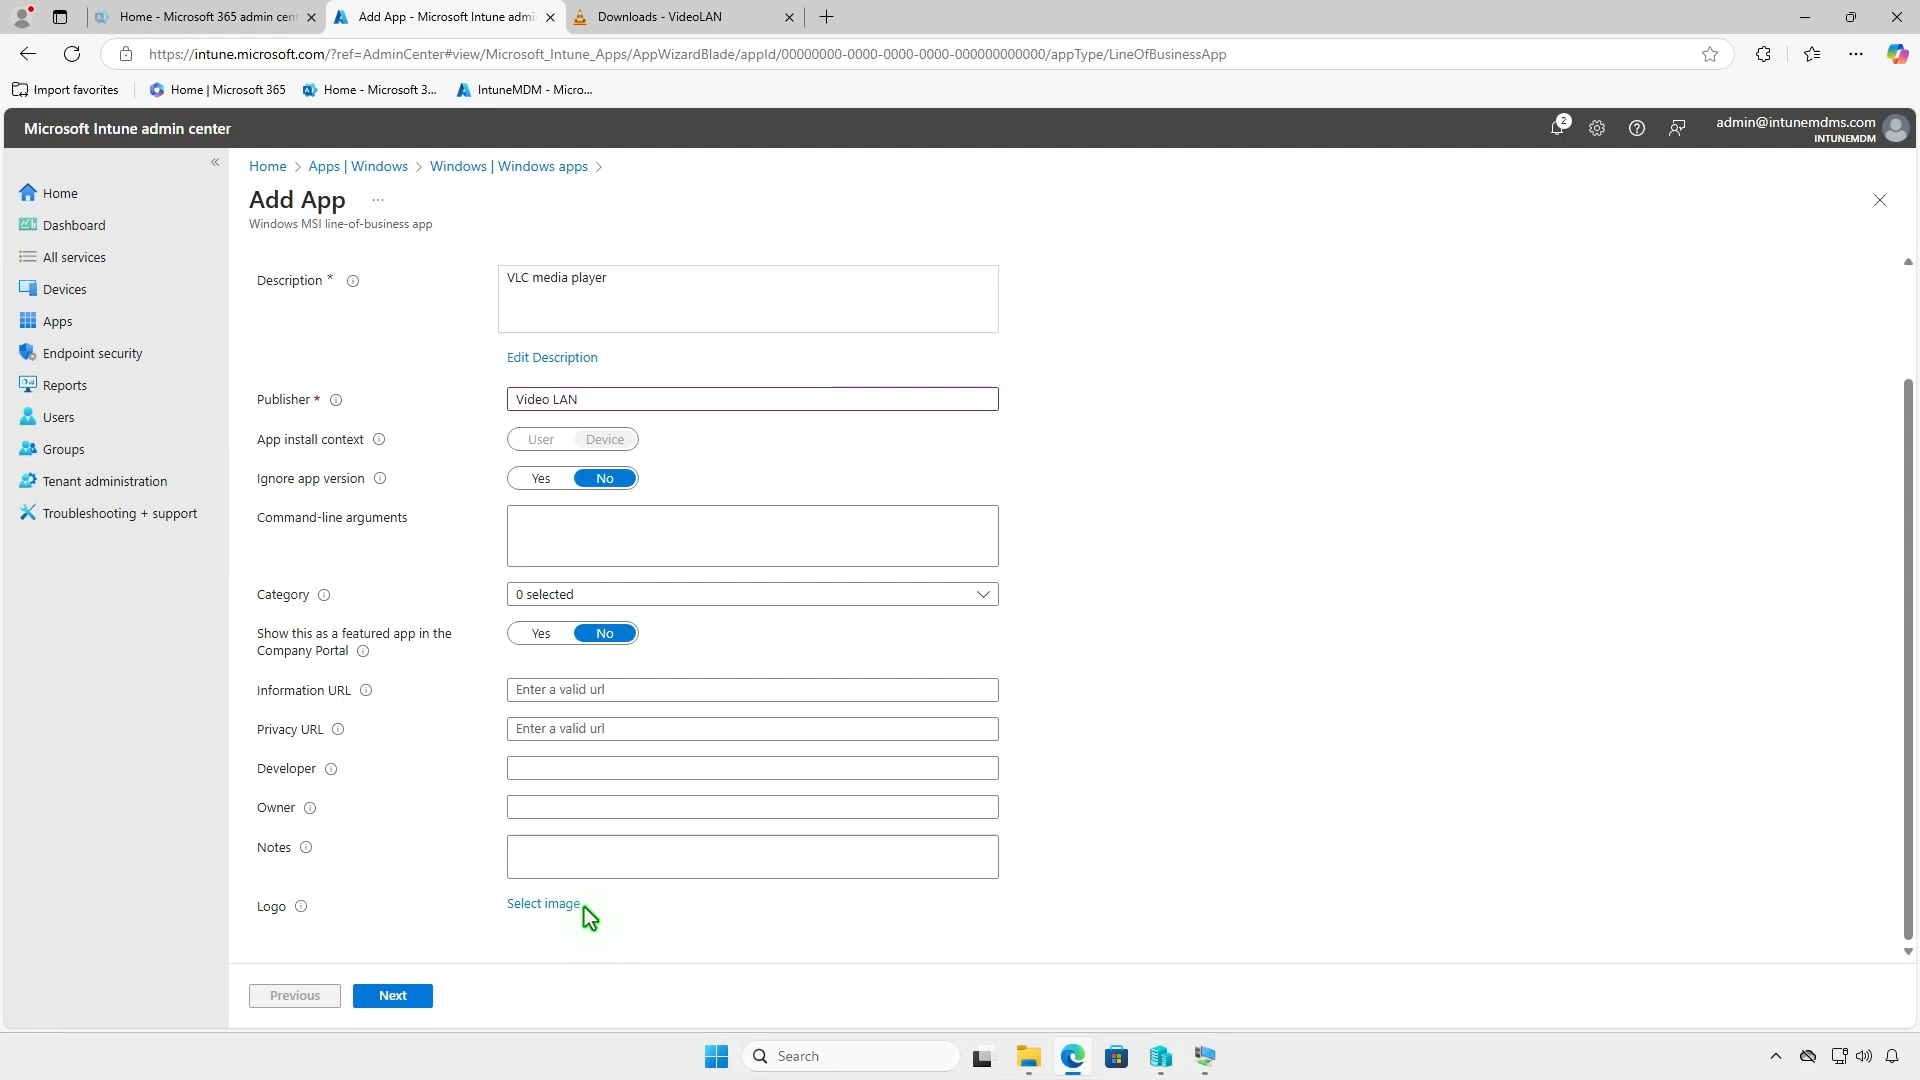 Home - Microsoft 365 admin cent
Add App - Microsoft Intune admi
Downloads - VideoLAN
https://intune.microsoft.com/?ref=AdminCenter#view/Microsoft_Intune_Apps/AppWizardBlade/appId/00000000-0000-0000-0000-000000000000/appType/LineOfBusinessApp
Import favorites
Home | Microsoft 365
Home - Microsoft 3...
IntuneMDM - Micro...
Microsoft Intune admin center
2
admin@intunemdms.com
INTUNEMDM
Home
Dashboard
All services
Devices
Apps
Endpoint security
Reports
Users
Groups
Tenant administration
Troubleshooting + support
Home > Apps | Windows > Windows | Windows apps >
Add App ...
Windows MSI line-of-business app
Description *
VLC media player
Edit Description
Publisher *
Video LAN
App install context
User Device
Ignore app version
Yes No
Command-line arguments
Category
0 selected
Show this as a featured app in the
Company Portal
Yes No
Information URL
Enter a valid url
Privacy URL
Enter a valid url
Developer
Owner
Notes
Logo
Select image
Previous
Next
Search